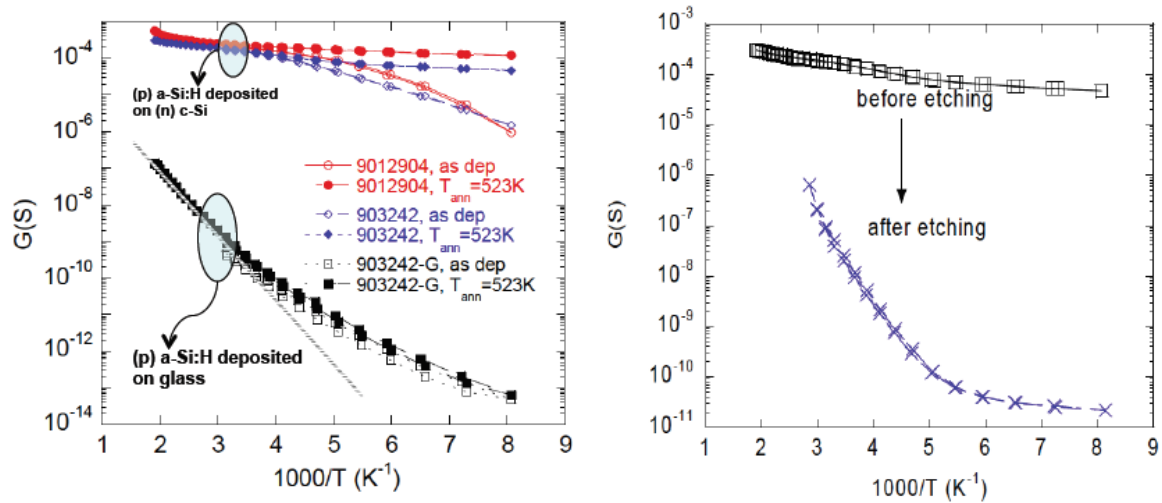 10⁻³
10⁻⁴
10⁻⁶
10⁻⁸
10⁻¹⁰
10⁻¹²
10⁻¹⁴
G(S)
(p) a-Si:H deposited
on (n) c-Si
9012904, as dep
9012904, T_ann=523K
903242, as dep
903242, T_ann=523K
903242-G, as dep
903242-G, T_ann=523K
(p) a-Si:H deposited
on glass
1 2 3 4 5 6 7 8 9
1000/T (K⁻¹)
10⁻³
10⁻⁴
10⁻⁵
10⁻⁶
10⁻⁷
10⁻⁸
10⁻⁹
10⁻¹⁰
10⁻¹¹
G(S)
before etching
after etching
1 2 3 4 5 6 7 8 9
1000/T (K⁻¹)